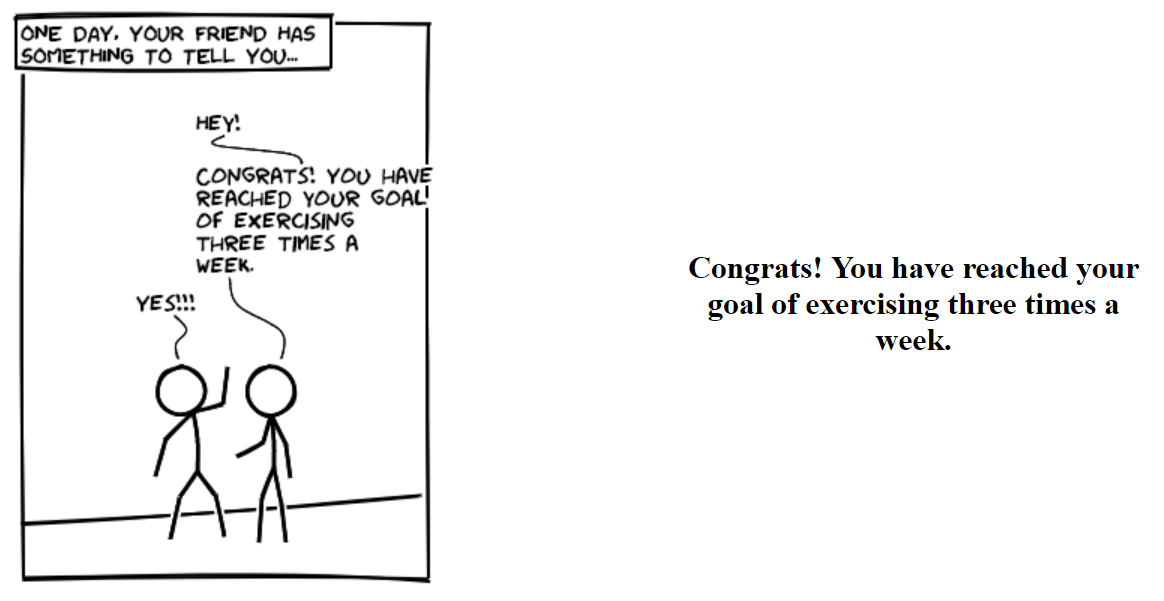 ONE DAY, YOUR FRIEND HAS
SOMETHING TO TELL YOU...
HEY!
CONGRATS! YOU HAVE
REACHED YOUR GOAL
OF EXERCISING
THREE TIMES A
WEEK.
YES!!!
Congrats! You have reached your
goal of exercising three times a
week.